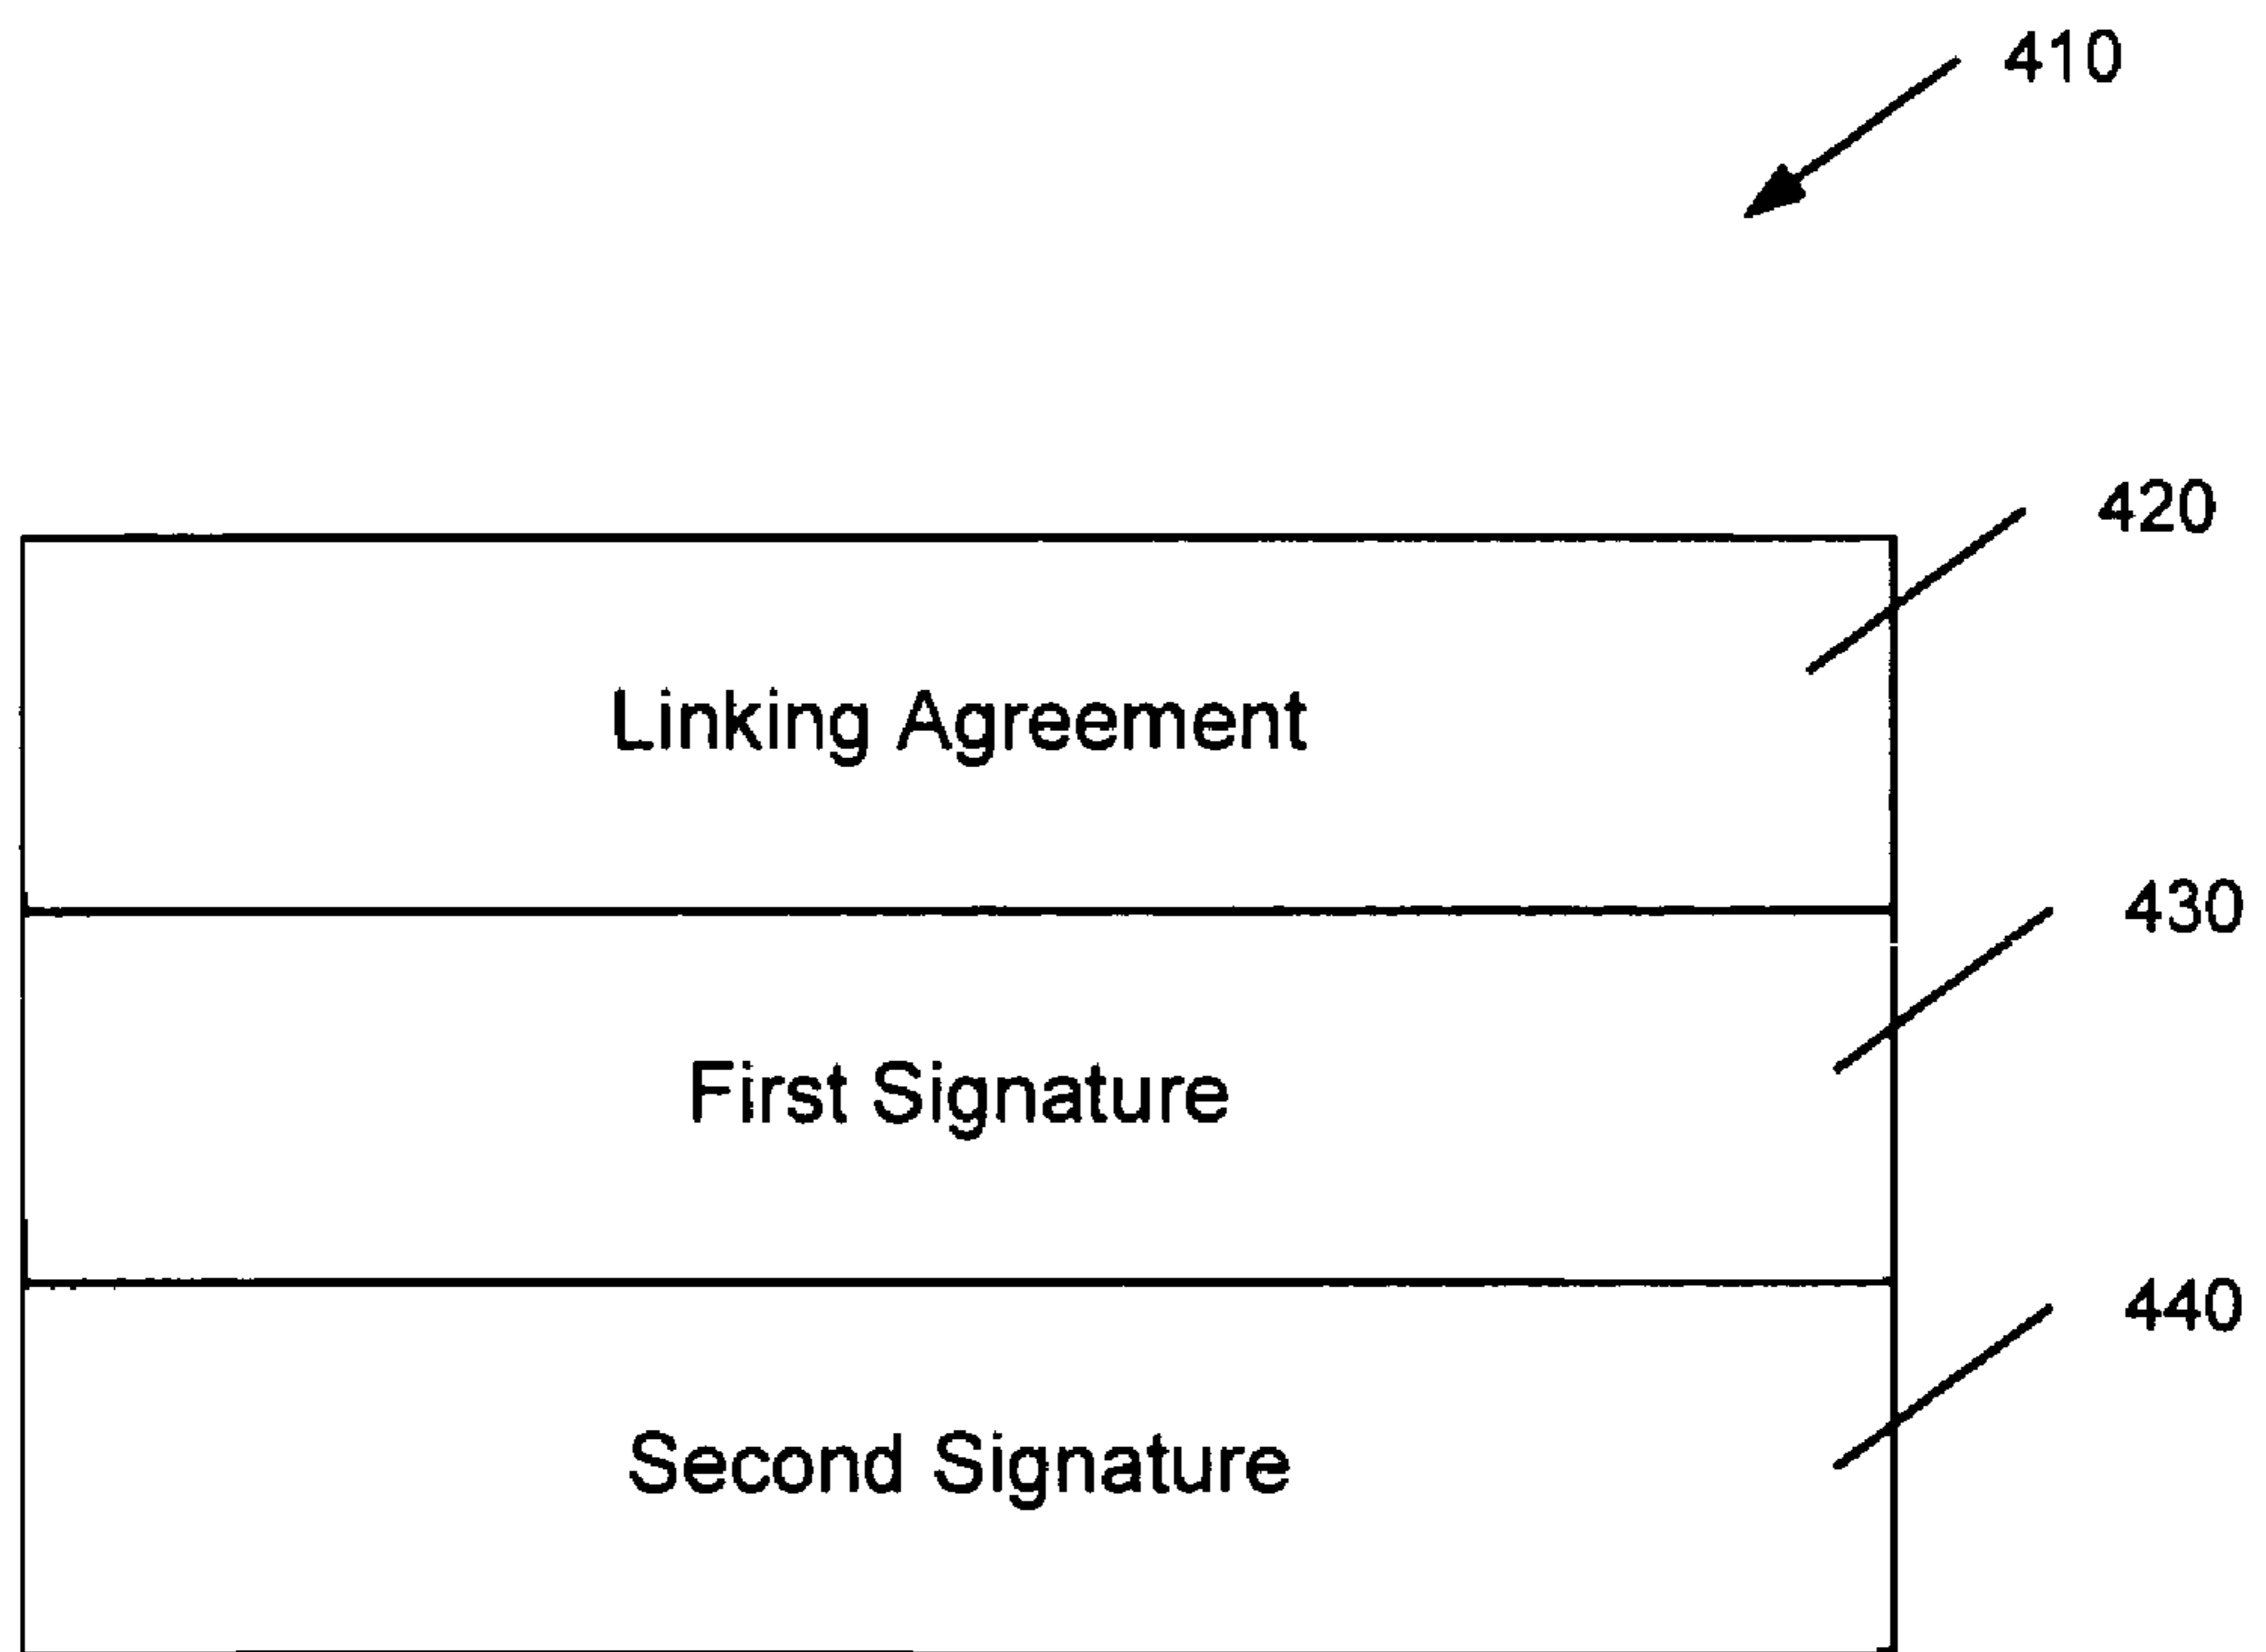 410
420
Linking Agreement
430
First Signature
440
Second Signature